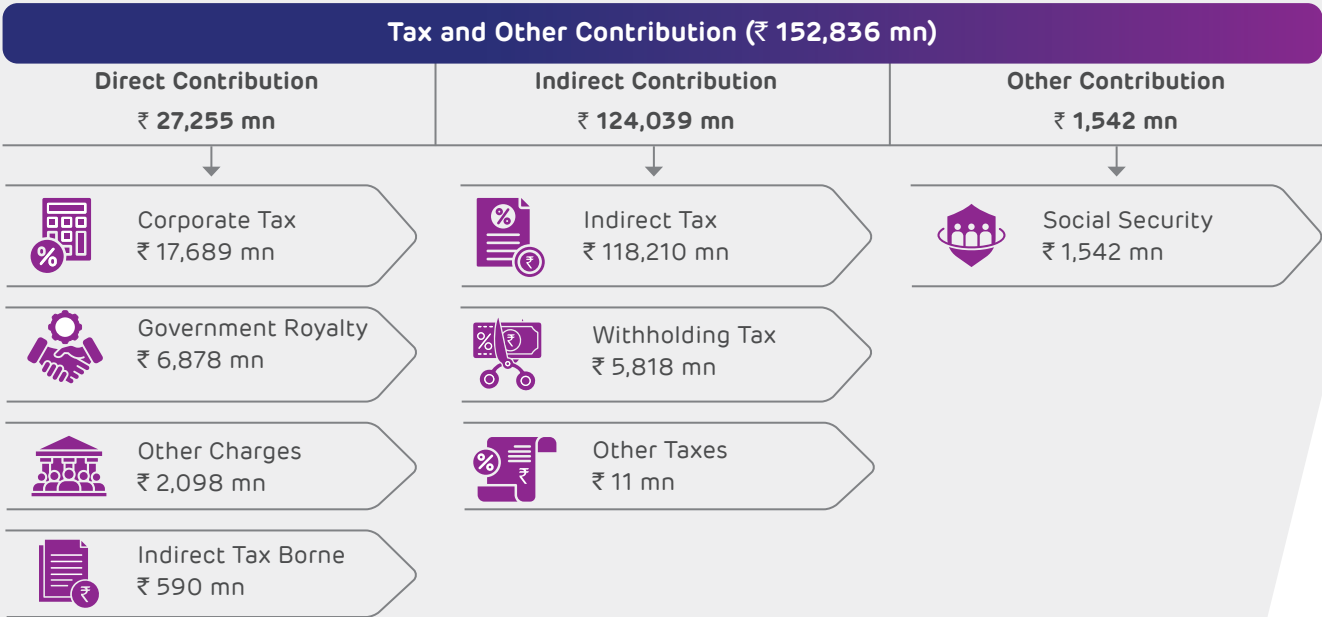 Tax and Other Contribution (₹ 152,836 mn)
Direct Contribution
₹ 27,255 mn
Indirect Contribution
₹ 124,039 mn
Other Contribution
₹ 1,542 mn
Corporate Tax
₹ 17,689 mn
%
Government Royalty
₹ 6,878 mn
Other Charges
₹ 2,098 mn
Indirect Tax Borne
₹ 590 mn
₹
%
Indirect Tax
₹ 118,210 mn
₹
% ₹
Withholding Tax
₹ 5,818 mn
Other Taxes
% ₹
₹ 11 mn
Social Security
₹ 1,542 mn